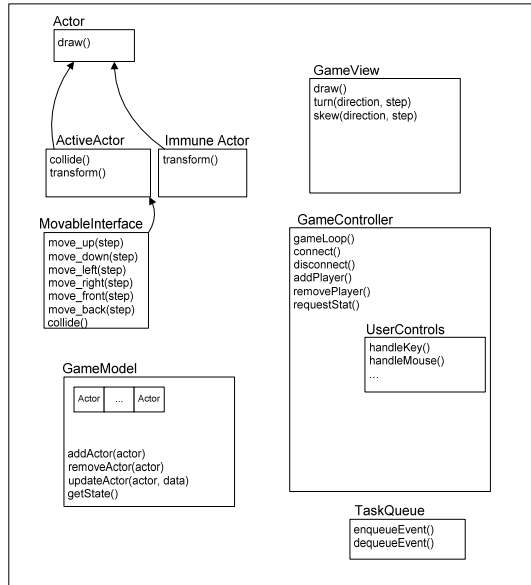 Actor
draw()
ActiveActor
collide()
transform()
Immune Actor
transform()
MovableInterface
move_up(step)
move_down(step)
move_left(step)
move_right(step)
move_front(step)
move_back(step)
collide()
GameModel
Actor ... Actor
addActor(actor)
removeActor(actor)
updateActor(actor, data)
getState()
GameView
draw()
turn(direction, step)
skew(direction, step)
GameController
gameLoop()
connect()
disconnect()
addPlayer()
removePlayer()
requestStat()
UserControls
handleKey()
handleMouse()
...
TaskQueue
enqueueEvent()
dequeueEvent()